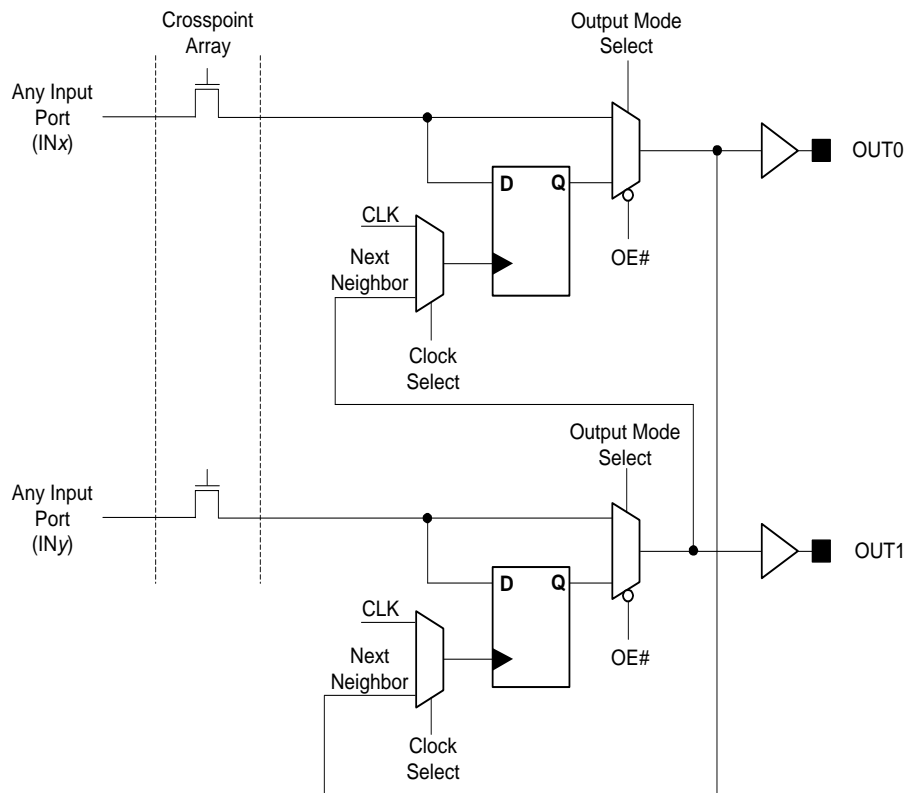 Crosspoint
Array
Output Mode
Select
Any Input
Port
(INx)
OUT0
D
Q
CLK
Next
Neighbor
OE#
Clock
Select
Output Mode
Select
Any Input
Port
(INy)
OUT1
D
Q
CLK
Next
Neighbor
OE#
Clock
Select